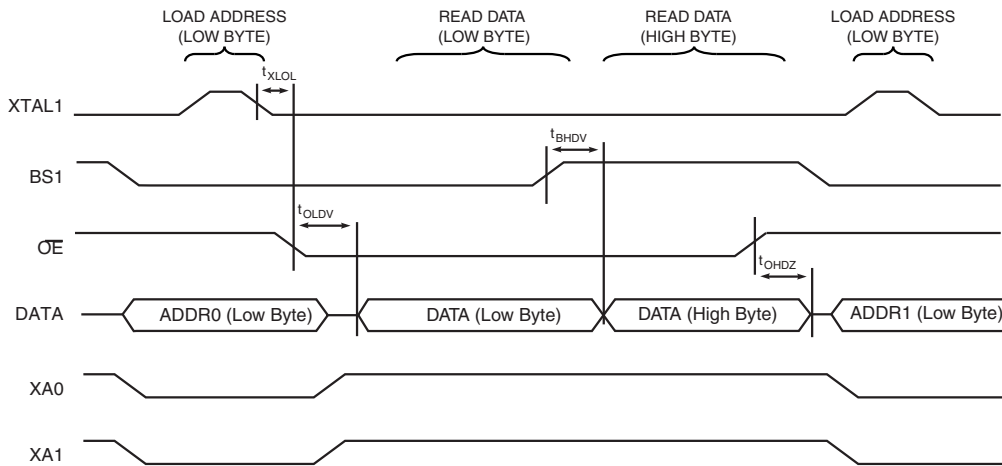 LOAD ADDRESS
(LOW BYTE)
READ DATA
(LOW BYTE)
READ DATA
(HIGH BYTE)
LOAD ADDRESS
(LOW BYTE)
tXLOL
XTAL1
tBHDV
BS1
tOLDV
OE
tOHDZ
DATA
ADDR0 (Low Byte)
DATA (Low Byte)
DATA (High Byte)
ADDR1 (Low Byte)
XA0
XA1